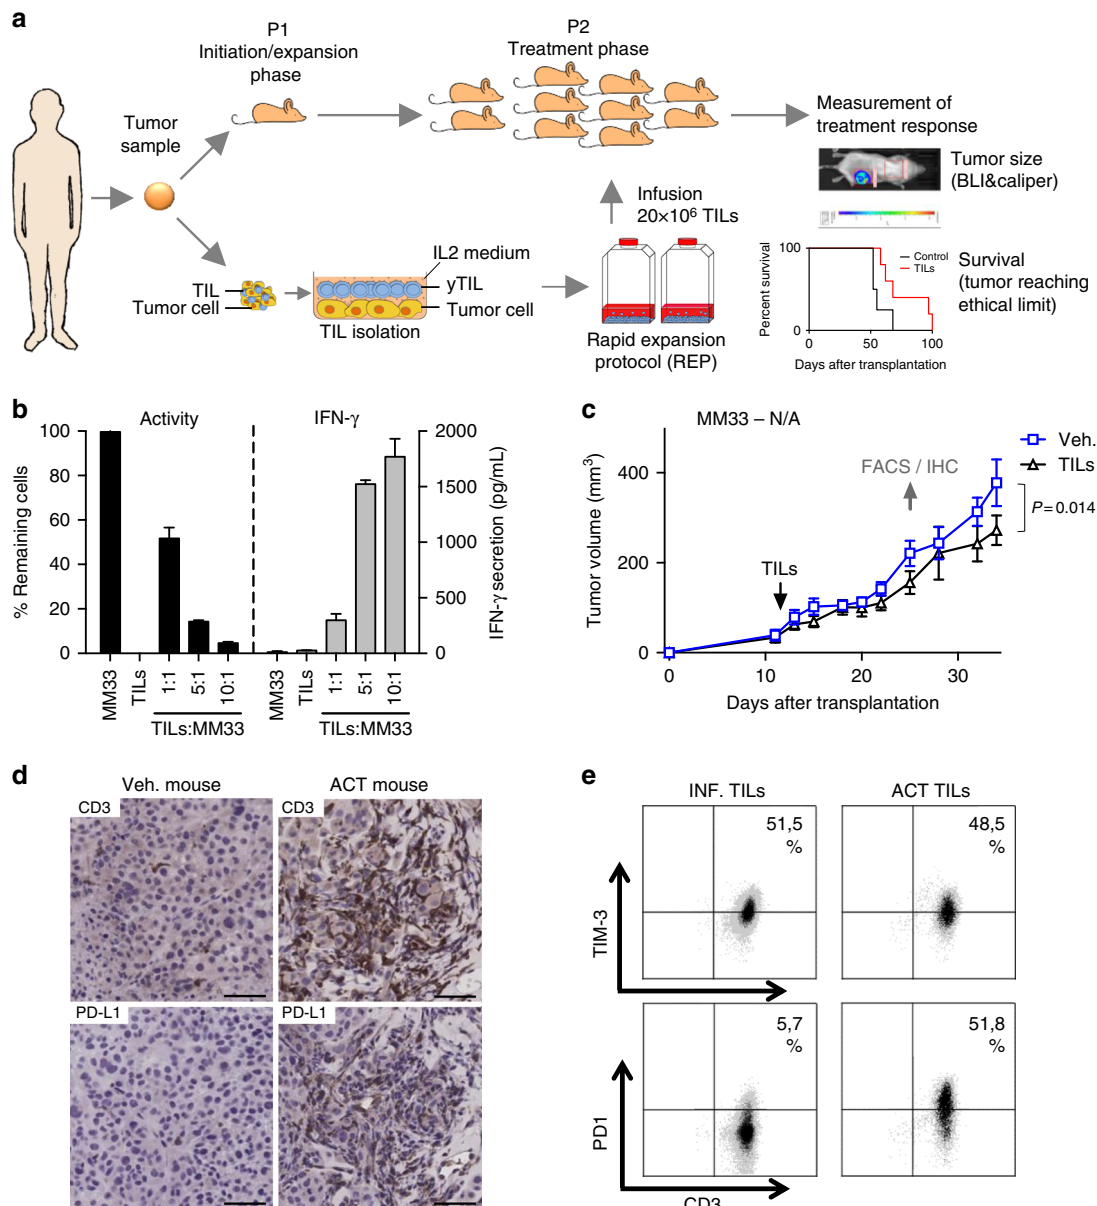 a
P1
Initiation/expansion
phase
P2
Treatment phase
Tumor
sample
Measurement of
treatment response
Tumor size
(BLI&caliper)
Infusion
20×10⁶ TILs
IL2 medium
TIL
Tumor cell
yTIL
Tumor cell
TIL isolation
Rapid expansion
protocol (REP)
Percent survival
100
0
0
50
100
Days after transplantation
Control
TILs
Survival
(tumor reaching
ethical limit)
b
Activity
IFN-γ
% Remaining cells
100
80
60
40
20
0
2000
1500
1000
500
0
IFN-γ secretion (pg/mL)
MM33
TILs
1:1
5:1
10:1
TILs:MM33
MM33
TILs
1:1
5:1
10:1
TILs:MM33
c
MM33 – N/A
Veh.
TILs
FACS / IHC
P=0.014
TILs
Tumor volume (mm³)
400
200
0
0
10
20
30
Days after transplantation
d
Veh. mouse
ACT mouse
CD3
CD3
PD-L1
PD-L1
e
INF. TILs
ACT TILs
51,5
%
48,5
%
TIM-3
5,7
%
51,8
%
PD1
CD3